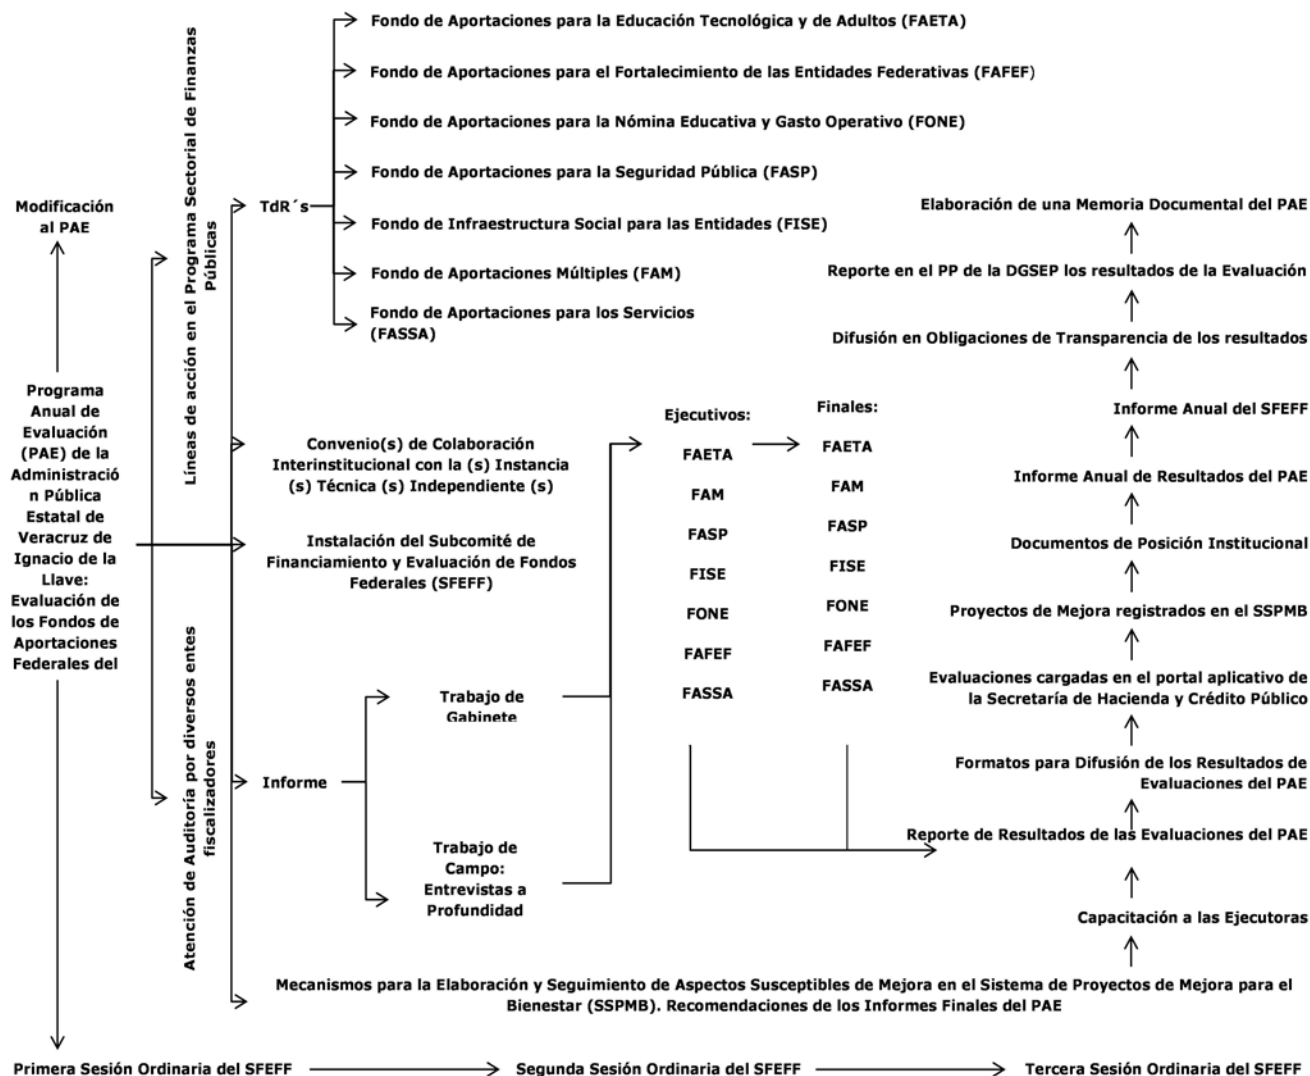 Modificación
al PAE
Programa
Anual de
Evaluación
(PAE) de la
Administració
n Pública
Estatal de
Veracruz de
Ignacio de la
Llave:
Evaluación de
los Fondos de
Aportaciones
Federales del
Líneas de acción en el Programa Sectorial de Finanzas
Públicas
Atención de Auditoría por diversos entes
fiscalizadores
TdR´s
Fondo de Aportaciones para la Educación Tecnológica y de Adultos (FAETA)
Fondo de Aportaciones para el Fortalecimiento de las Entidades Federativas (FAFEF)
Fondo de Aportaciones para la Nómina Educativa y Gasto Operativo (FONE)
Fondo de Aportaciones para la Seguridad Pública (FASP)
Fondo de Infraestructura Social para las Entidades (FISE)
Fondo de Aportaciones Múltiples (FAM)
Fondo de Aportaciones para los Servicios
(FASSA)
Convenio(s) de Colaboración
Interinstitucional con la (s) Instancia
(s) Técnica (s) Independiente (s)
Instalación del Subcomité de
Financiamiento y Evaluación de Fondos
Federales (SFEFF)
Informe
Trabajo de
Gabinete
Trabajo de
Campo:
Entrevistas a
Profundidad
Ejecutivos:
FAETA
FAM
FASP
FISE
FONE
FAFEF
FASSA
Finales:
FAETA
FAM
FASP
FISE
FONE
FAFEF
FASSA
Elaboración de una Memoria Documental del PAE
Reporte en el PP de la DGSEP los resultados de la Evaluación
Difusión en Obligaciones de Transparencia de los resultados
Informe Anual del SFEFF
Informe Anual de Resultados del PAE
Documentos de Posición Institucional
Proyectos de Mejora registrados en el SSPMB
Evaluaciones cargadas en el portal aplicativo de
la Secretaría de Hacienda y Crédito Público
Formatos para Difusión de los Resultados de
Evaluaciones del PAE
Reporte de Resultados de las Evaluaciones del PAE
Capacitación a las Ejecutoras
Mecanismos para la Elaboración y Seguimiento de Aspectos Susceptibles de Mejora en el Sistema de Proyectos de Mejora para el
Bienestar (SSPMB). Recomendaciones de los Informes Finales del PAE
Primera Sesión Ordinaria del SFEFF
Segunda Sesión Ordinaria del SFEFF
Tercera Sesión Ordinaria del SFEFF